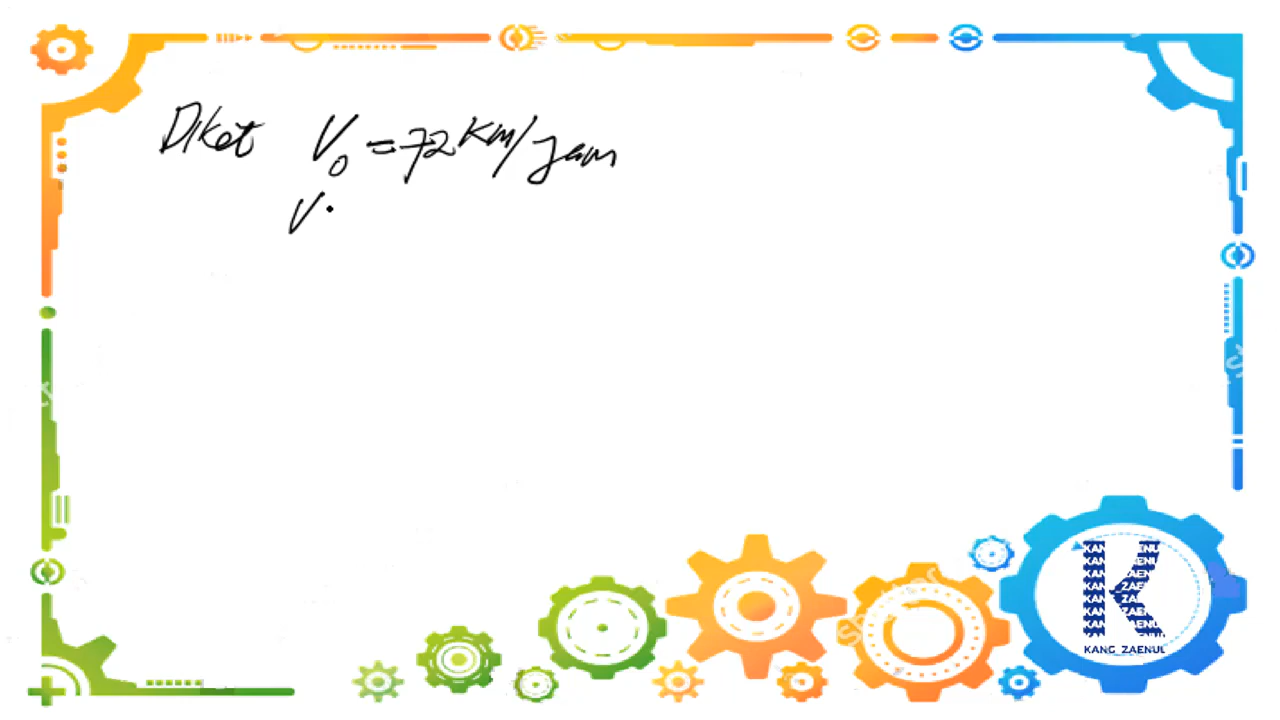 Diket V₀ = 72 Km/jam
V
KANG_ZAENUL